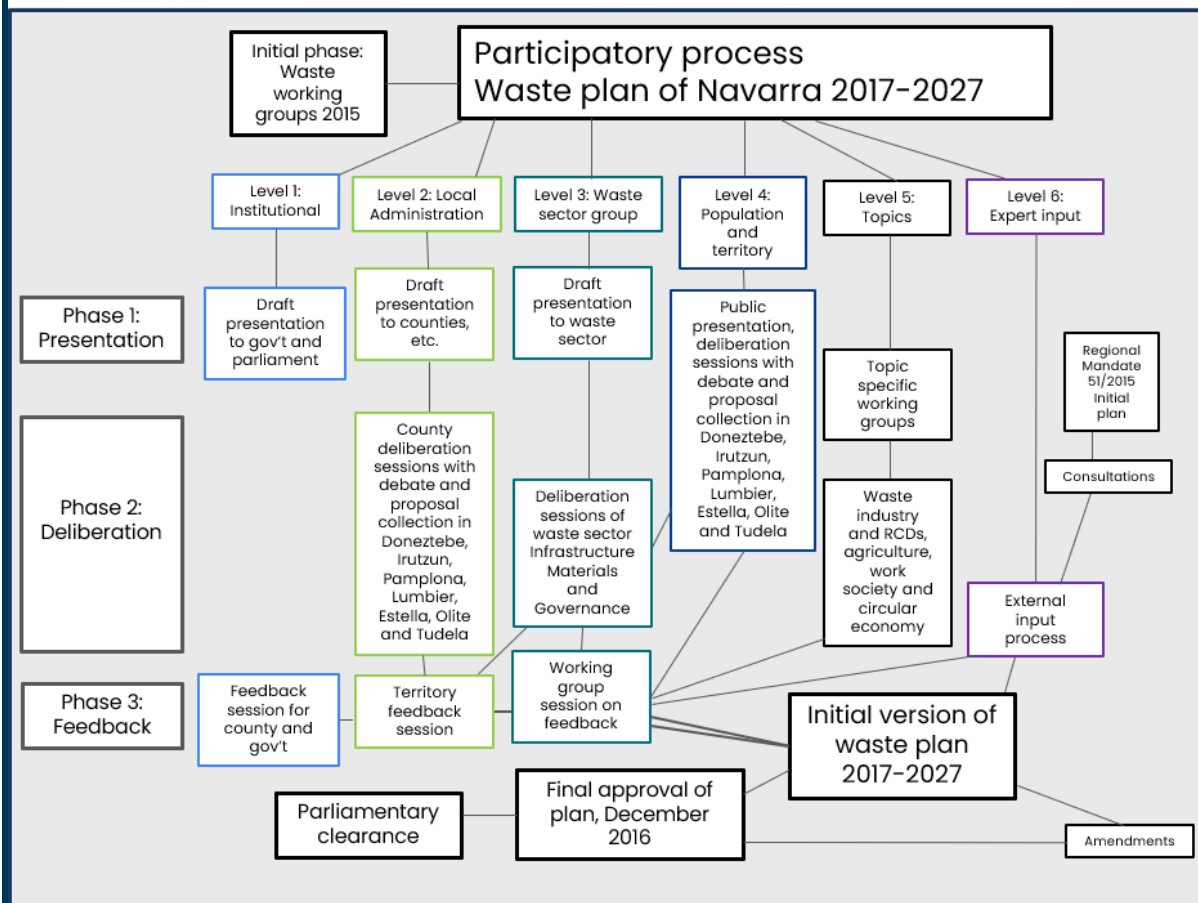 Initial phase:
Waste
working
groups 2015
Participatory process
Waste plan of Navarra 2017-2027
Level 1:
Institutional
Level 2: Local
Administration
Level 3: Waste
sector group
Level 4:
Population
and
territory
Level 5:
Topics
Level 6:
Expert input
Phase 1:
Presentation
Draft
presentation
to gov't and
parliament
Draft
presentation
to counties,
etc.
Draft
presentation
to waste
sector
Public
presentation,
deliberation
sessions with
debate and
proposal
collection in
Doneztebe,
Irutzun,
Pamplona,
Lumbier,
Estella, Olite
and Tudela
Topic
specific
working
groups
Regional
Mandate
51/2015
Initial
plan
Consultations
Phase 2:
Deliberation
County
deliberation
sessions with
debate and
proposal
collection in
Doneztebe,
Irutzun,
Pamplona,
Lumbier,
Estella, Olite
and Tudela
Deliberation
sessions of
waste sector
Infrastructure
Materials
and
Governance
Waste
industry
and RCDs,
agriculture,
work
society and
circular
economy
External
input
process
Phase 3:
Feedback
Feedback
session for
county and
gov't
Territory
feedback
session
Working
group
session on
feedback
Initial version of
waste plan
2017-2027
Parliamentary
clearance
Final approval of
plan, December
2016
Amendments